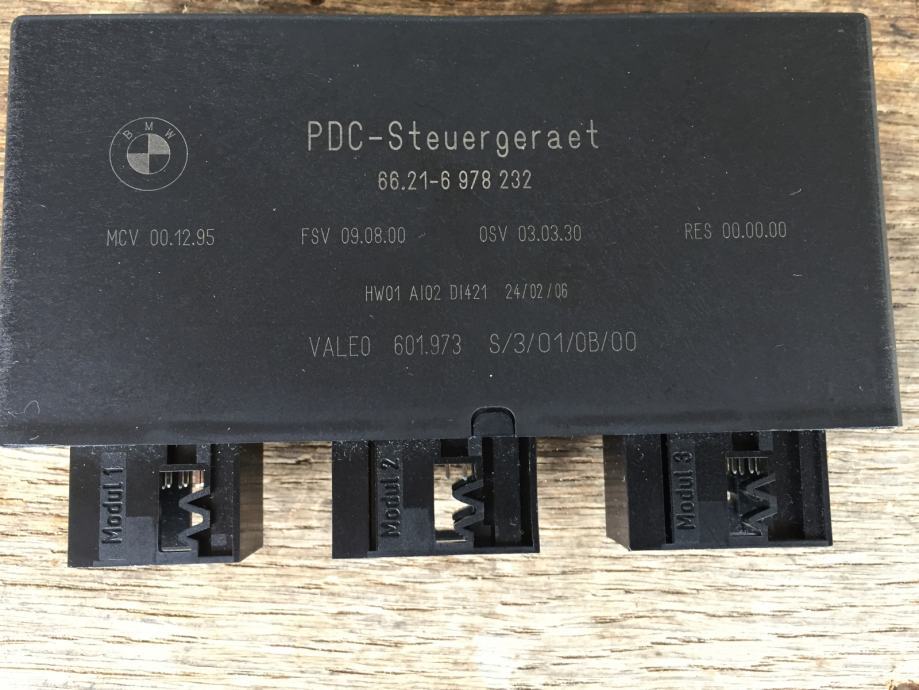 BMW
PDC-Steuergeraet
66.21-6 978 232
MCV 00.12.95 FSV 09.08.00 OSV 03.03.30 RES 00.00.00
HW01 AI02 DI421 24/02/06
VALEO 601.973 S/3/01/0B/00
Modul 1 Modul 2 Modul 3